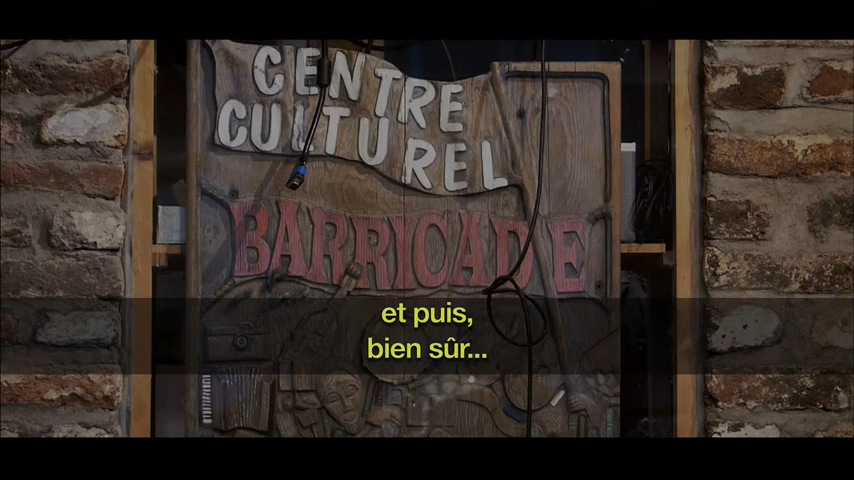 CENTRE
CULTUREL
BARRICADE
et puis,
bien sûr...